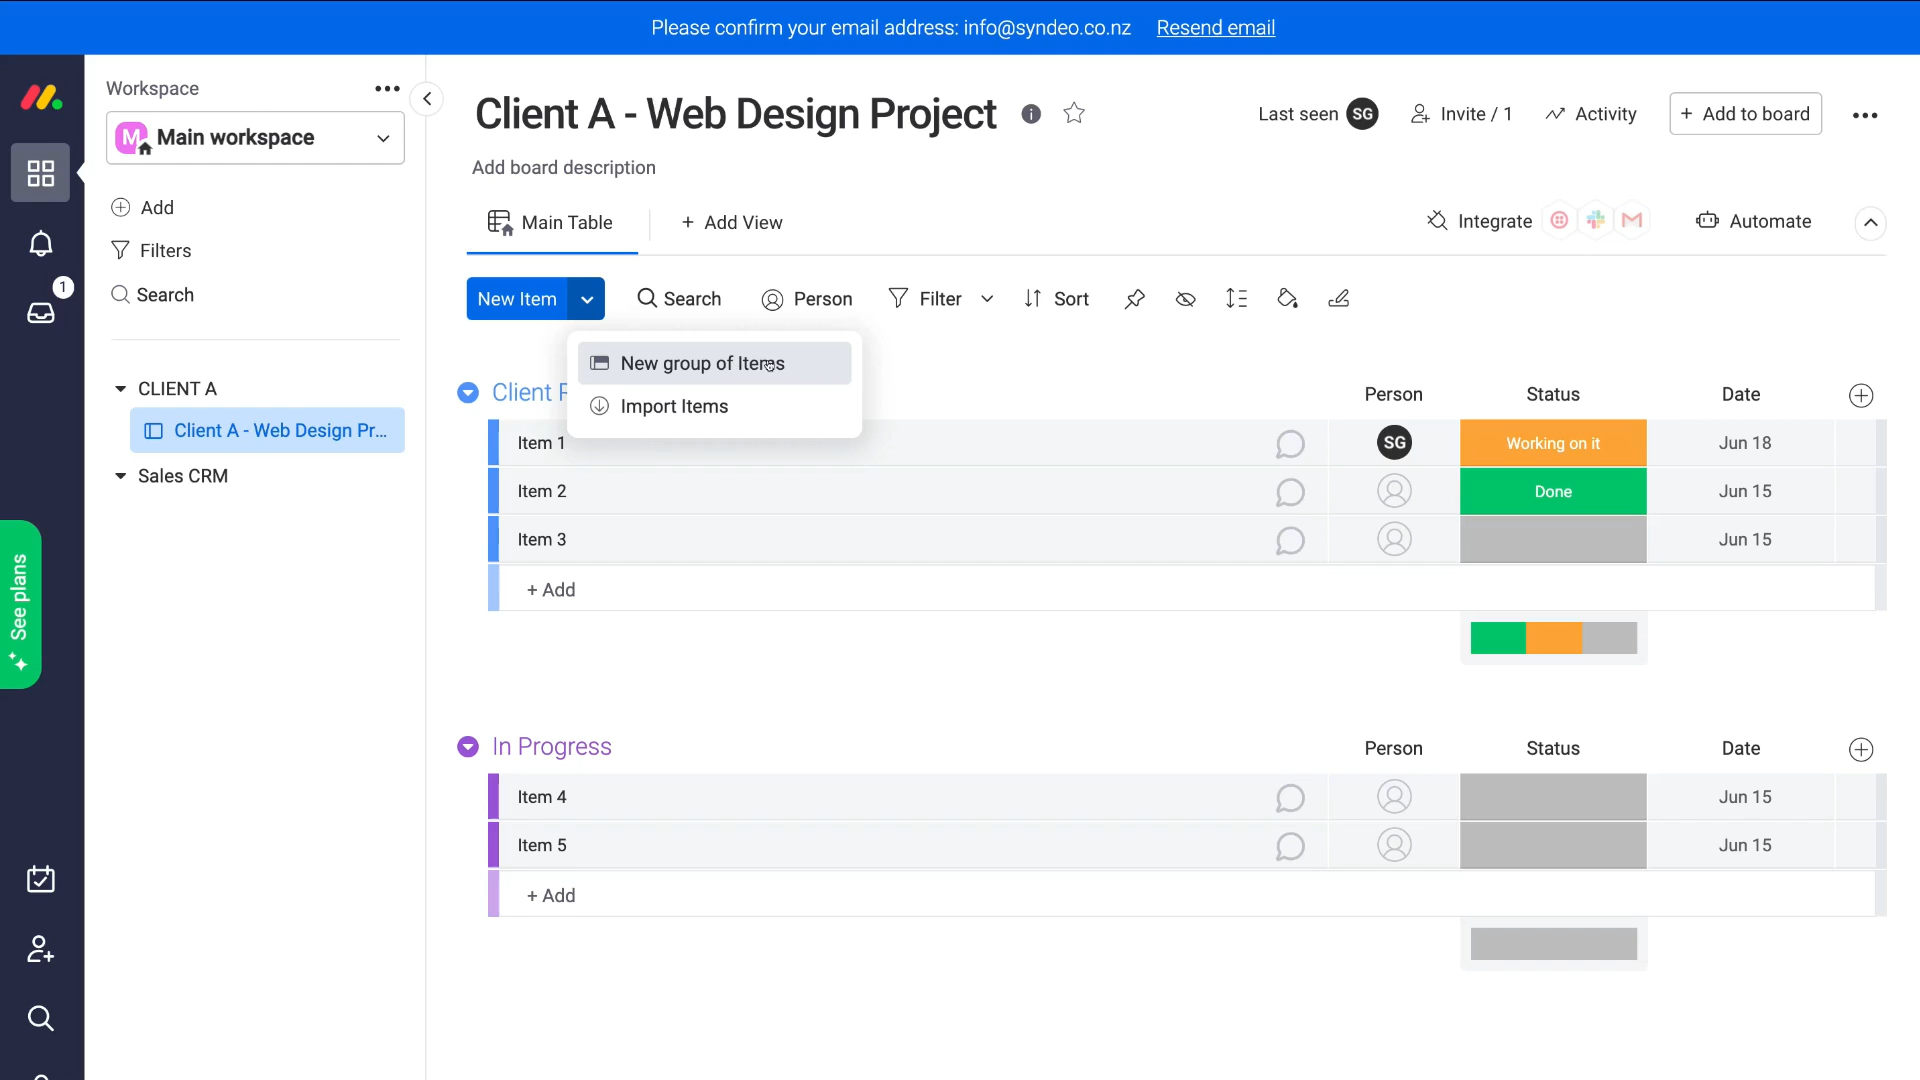 Please confirm your email address: info@syndeo.co.nz Resend email
Workspace
M Main workspace
Add
Filters
Search
CLIENT A
Client A - Web Design Pr...
Sales CRM
1
See plans
Client A - Web Design Project
Last seen SG Invite / 1 Activity + Add to board
Add board description
Main Table + Add View Integrate Automate
New Item Search Person Filter Sort
New group of Items
Import Items
Client Person Status Date
Item 1 SG Working on it Jun 18
Item 2 Done Jun 15
Item 3 Jun 15
+ Add
In Progress Person Status Date
Item 4 Jun 15
Item 5 Jun 15
+ Add